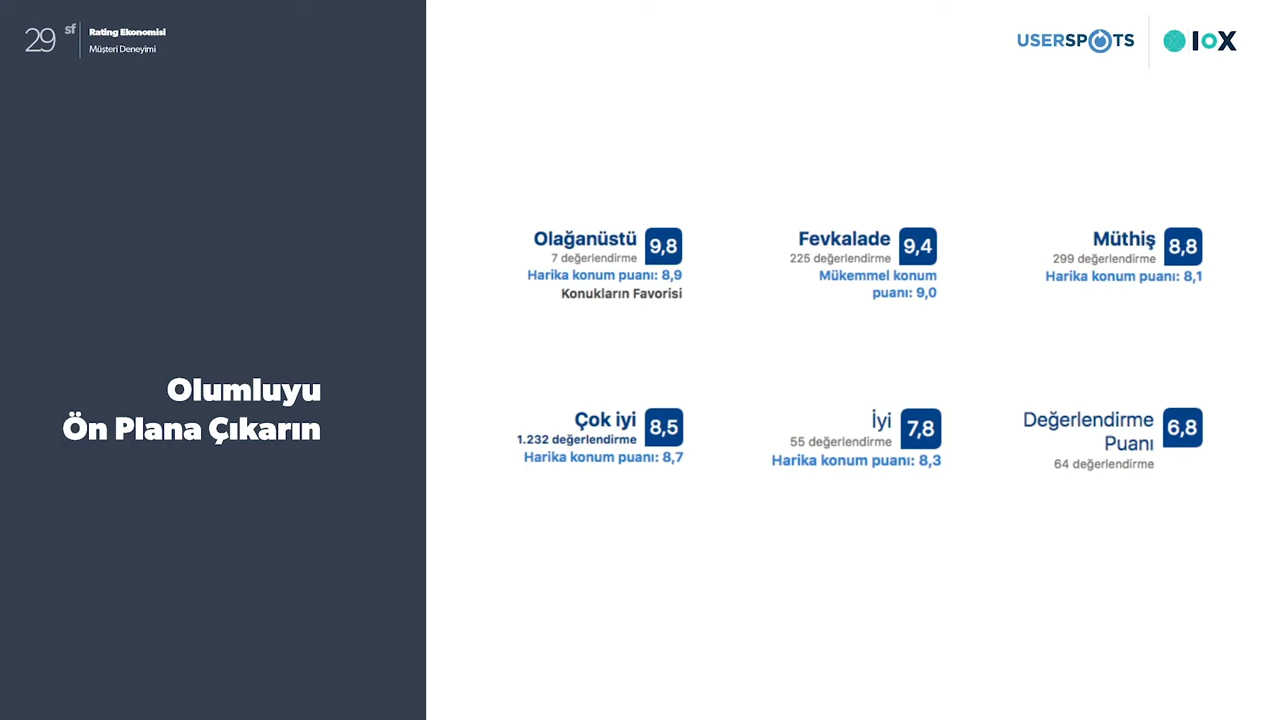 29 sf
Rating Ekonomisi
Müşteri Deneyimi
USERSPOTS
IOX
Olumluyu
Ön Plana Çıkarın
Olağanüstü 9,8
7 değerlendirme
Harika konum puanı: 8,9
Konukların Favorisi
Fevkalade 9,4
225 değerlendirme
Mükemmel konum
puanı: 9,0
Müthiş 8,8
299 değerlendirme
Harika konum puanı: 8,1
Çok iyi 8,5
1.232 değerlendirme
Harika konum puanı: 8,7
İyi 7,8
55 değerlendirme
Harika konum puanı: 8,3
Değerlendirme
Puanı 6,8
64 değerlendirme